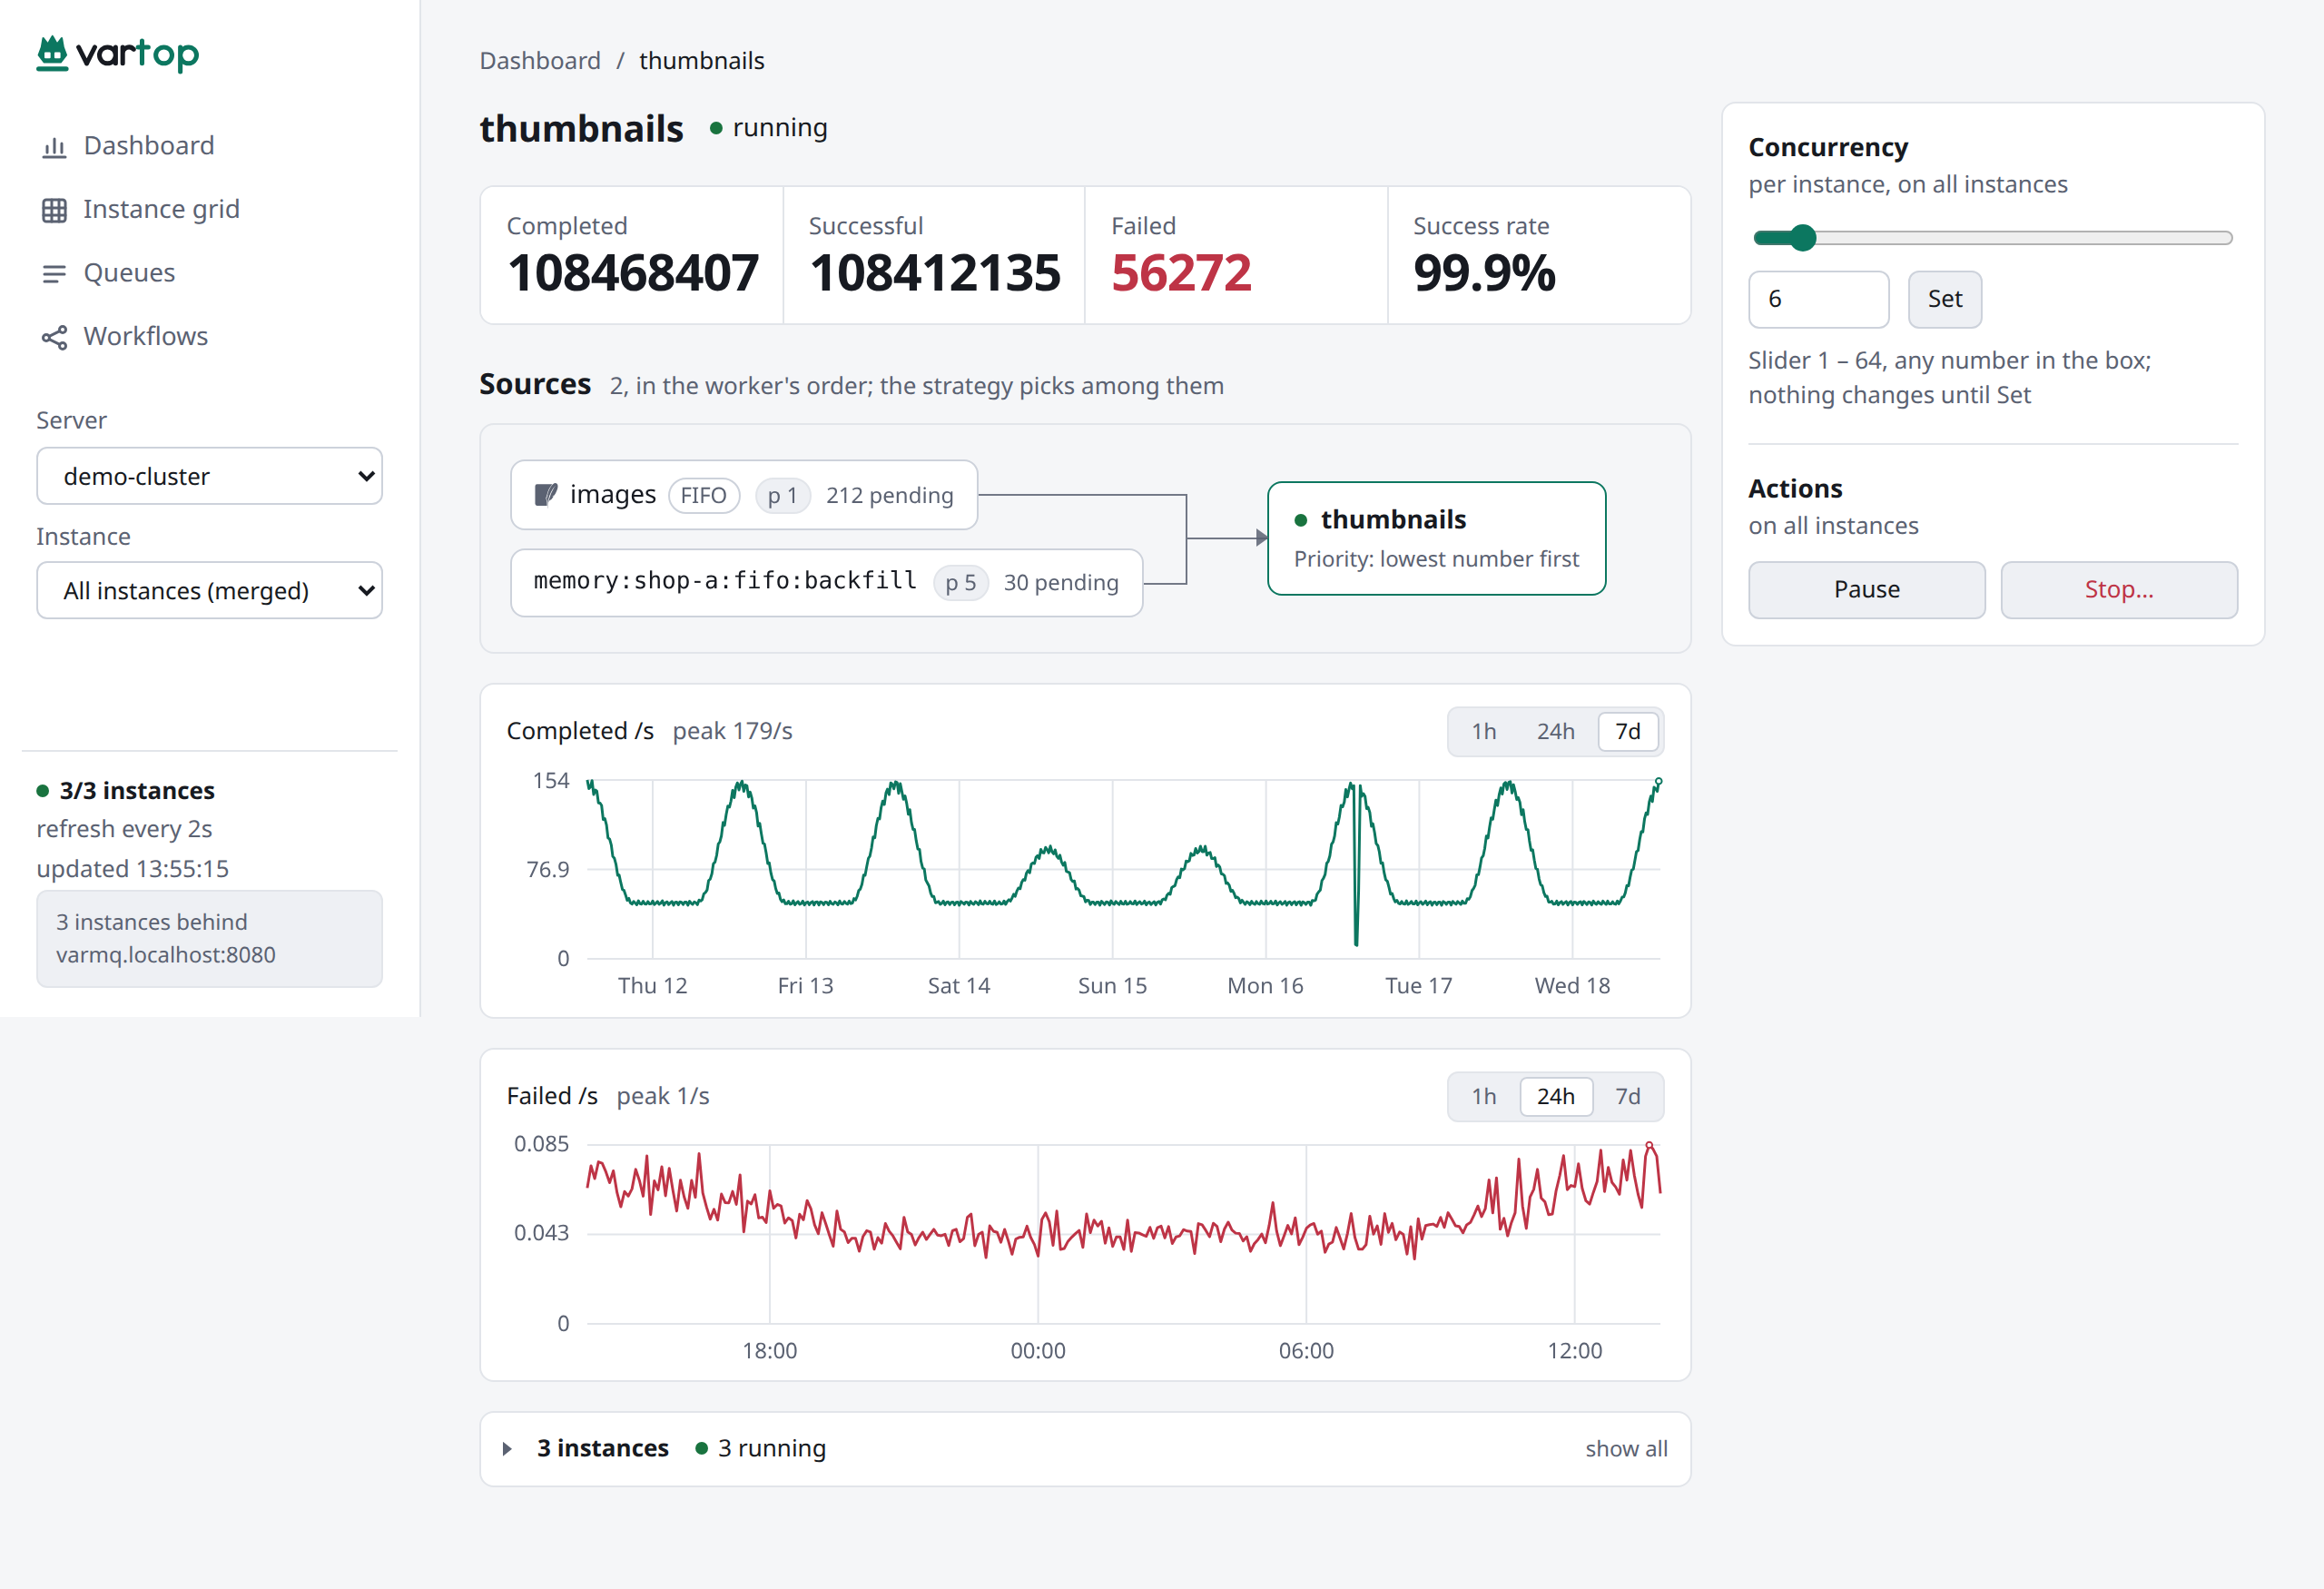 vartop
Dashboard
Instance grid
Queues
Workflows
Server
demo-cluster
Instance
All instances (merged)
3/3 instances
refresh every 2s
updated 13:55:15
3 instances behind
varmq.localhost:8080
Dashboard / thumbnails
thumbnails running
Completed Successful Failed Success rate
108468407 108412135 56272 99.9%
Sources 2, in the worker's order; the strategy picks among them
images FIFO p 1 212 pending
memory:shop-a:fifo:backfill p 5 30 pending
thumbnails
Priority: lowest number first
Completed /s peak 179/s 1h 24h 7d
154
76.9
0
Thu 12 Fri 13 Sat 14 Sun 15 Mon 16 Tue 17 Wed 18
Failed /s peak 1/s 1h 24h 7d
0.085
0.043
0
18:00 00:00 06:00 12:00
3 instances 3 running show all
Concurrency
per instance, on all instances
6 Set
Slider 1 – 64, any number in the box;
nothing changes until Set
Actions
on all instances
Pause Stop...